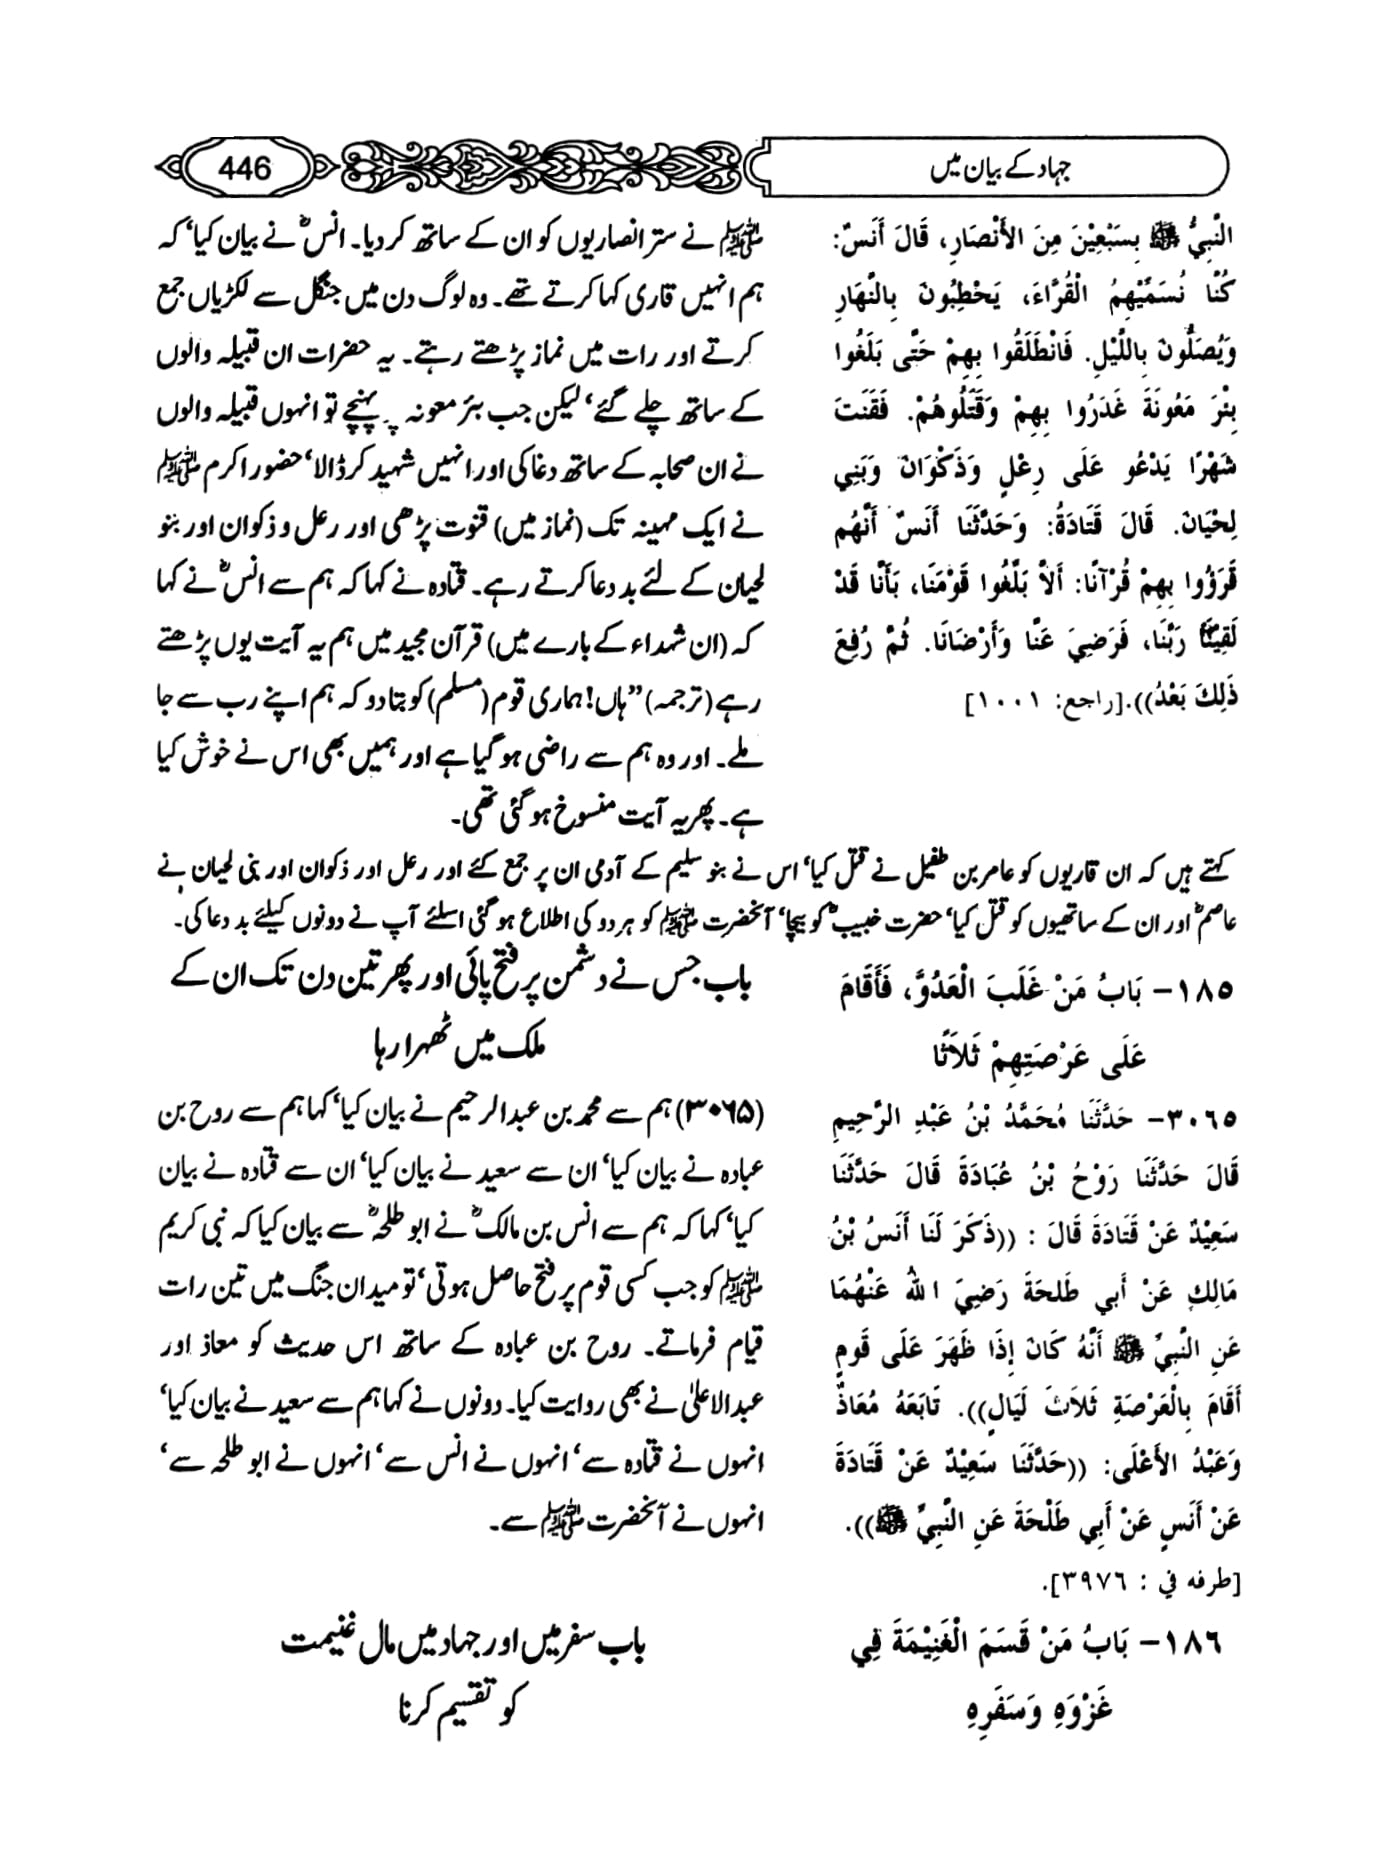 جہاد کے بیان میں
446
النَّبِيُّ ﷺ بِسَبْعِيْنَ مِنَ الأَنْصَارِ، قَالَ أَنَسٌ:
كُنَّا نُسَمِّيْهِمُ الْقُرَّاءَ، يَحْطِبُونَ بِالنَّهَارِ
وَيُصَلُّونَ بِاللَّيْلِ. فَانْطَلَقُوا بِهِمْ حَتَّى بَلَغُوا
بِئْرَ مَعُونَةَ غَدَرُوا بِهِمْ وَقَتَلُوهُمْ. فَقَنَتَ
شَهْرًا يَدْعُو عَلَى رِعْلٍ وَذَكْوَانَ وَبَنِي
لِحْيَانَ. قَالَ قَتَادَةُ: وَحَدَّثَنَا أَنَسٌ أَنَّهُم
قَرَؤُوا بِهِمْ قُرْآنًا: أَلاَ بَلِّغُوا قَوْمَنَا، بَأَنَّا قَدْ
لَقِيْنَا رَبَّنَا، فَرَضِيَ عَنَّا وَأَرْضَانَا. ثُمَّ رُفِعَ
ذَلِكَ بَعْدُ)).[راجع: ١٠٠١]
ﷺ نے ستر انصاریوں کو ان کے ساتھ کر دیا۔ انس ؓ نے بیان کیا‘ کہ
ہم انہیں قاری کہا کرتے تھے۔ وہ لوگ دن میں جنگل سے لکڑیاں جمع
کرتے اور رات میں نماز پڑھتے رہتے۔ یہ حضرات ان قبیلہ والوں
کے ساتھ چلے گئے‘ لیکن جب بئر معونہ پر پہنچے تو انہوں قبیلہ والوں
نے ان صحابہ کے ساتھ دغا کی اور انہیں شہید کر ڈالا‘ حضور اکرم ﷺ
نے ایک مہینہ تک (نماز میں) قنوت پڑھی اور رعل و ذکوان اور بنو
لحیان کے لئے بددعا کرتے رہے۔ قتادہ نے کہا کہ ہم سے انس ؓ نے کہا
کہ (ان شہداء کے بارے میں) قرآن مجید میں ہم یہ آیت یوں پڑھتے
رہے (ترجمہ) ”ہاں! ہماری قوم (مسلم) کو بتا دو کہ ہم اپنے رب سے جا
ملے۔ اور وہ ہم سے راضی ہو گیا ہے اور ہمیں بھی اس نے خوش کیا
ہے۔ پھر یہ آیت منسوخ ہو گئی تھی۔
کہتے ہیں کہ ان قاریوں کو عامر بن طفیل نے قتل کیا‘ اس نے بنو سلیم کے آدمی ان پر جمع کئے اور رعل اور ذکوان اور بنی لحیان نے
عاصم ؓ اور ان کے ساتھیوں کو قتل کیا‘ حضرت خبیب ؓ کو بیچا‘ آنحضرت ﷺ کو ہر دو کی اطلاع ہو گئی اسلئے آپ نے دونوں کیلئے بددعا کی۔
١٨٥- بَابُ مَنْ غَلَبَ الْعَدُوَّ، فَأَقَامَ
عَلَى عَرْصَتِهِمْ ثَلاَثًا
باب جس نے دشمن پر فتح پائی اور پھر تین دن تک ان کے
ملک میں ٹھہرا رہا
٣٠٦٥- حَدَّثَنَا مُحَمَّدُ بْنُ عَبْدِ الرَّحِيمِ
قَالَ حَدَّثَنَا رَوْحُ بْنُ عُبَادَةَ قَالَ حَدَّثَنَا
سَعِيْدٌ عَنْ قَتَادَةَ قَالَ : ((ذَكَرَ لَنَا أَنَسُ بْنُ
مَالِكٍ عَنْ أَبِي طَلْحَةَ رَضِيَ اللهُ عَنْهُمَا
عَنِ النَّبِيِّ ﷺ أَنَّهُ كَانَ إِذَا ظَهَرَ عَلَى قَومٍ
أَقَامَ بِالْعَرْصَةِ ثَلاَثَ لَيَالٍ)). تَابَعَهُ مُعَاذٌ
وَعَبْدُ الأَعْلَى: ((حَدَّثَنَا سَعِيْدٌ عَنْ قَتَادَةَ
عَنْ أَنَسٍ عَنْ أَبِي طَلْحَةَ عَنِ النَّبِيِّ ﷺ)).
[طرفه في : ٣٩٧٦].
(۳۰۶۵) ہم سے محمد بن عبدالرحیم نے بیان کیا‘ کہا ہم سے روح بن
عبادہ نے بیان کیا‘ ان سے سعید نے بیان کیا‘ ان سے قتادہ نے بیان
کیا‘ کہا کہ ہم سے انس بن مالک ؓ نے ابو طلحہ ؓ سے بیان کیا کہ نبی کریم
ﷺ کو جب کسی قوم پر فتح حاصل ہوتی‘ تو میدان جنگ میں تین رات
قیام فرماتے۔ روح بن عبادہ کے ساتھ اس حدیث کو معاذ اور
عبدالاعلیٰ نے بھی روایت کیا۔ دونوں نے کہا ہم سے سعید نے بیان کیا‘
انہوں نے قتادہ سے‘ انہوں نے انس سے‘ انہوں نے ابو طلحہ سے‘
انہوں نے آنحضرت ﷺ سے۔
١٨٦- بَابُ مَنْ قَسَمَ الْغَنِيْمَةَ فِي
غَزْوِهِ وَسَفَرِهِ
باب سفر میں اور جہاد میں مال غنیمت
کو تقسیم کرنا